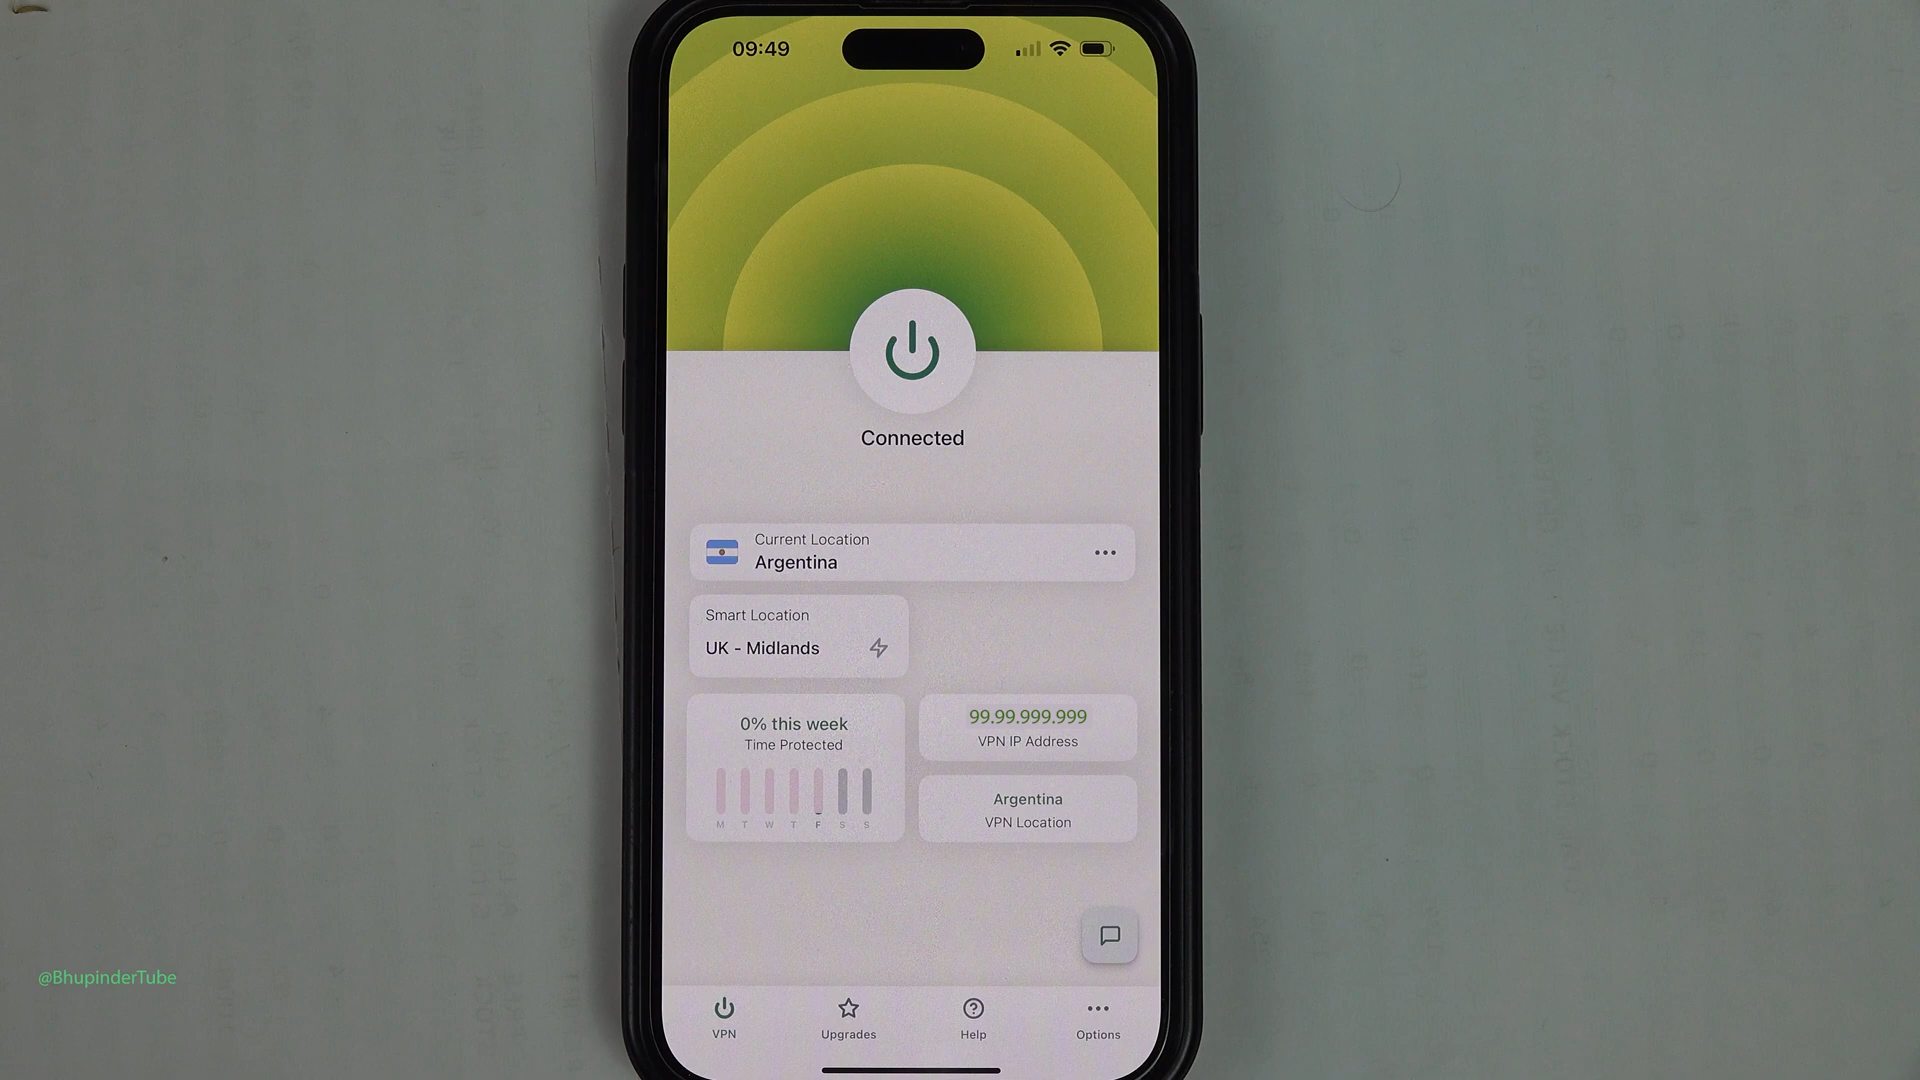 09:49
Connected
Current Location
Argentina
Smart Location
UK - Midlands
0% this week
Time Protected
M T W T F S S
99.99.999.999
VPN IP Address
Argentina
VPN Location
VPN Upgrades Help Options
@BhupinderTube